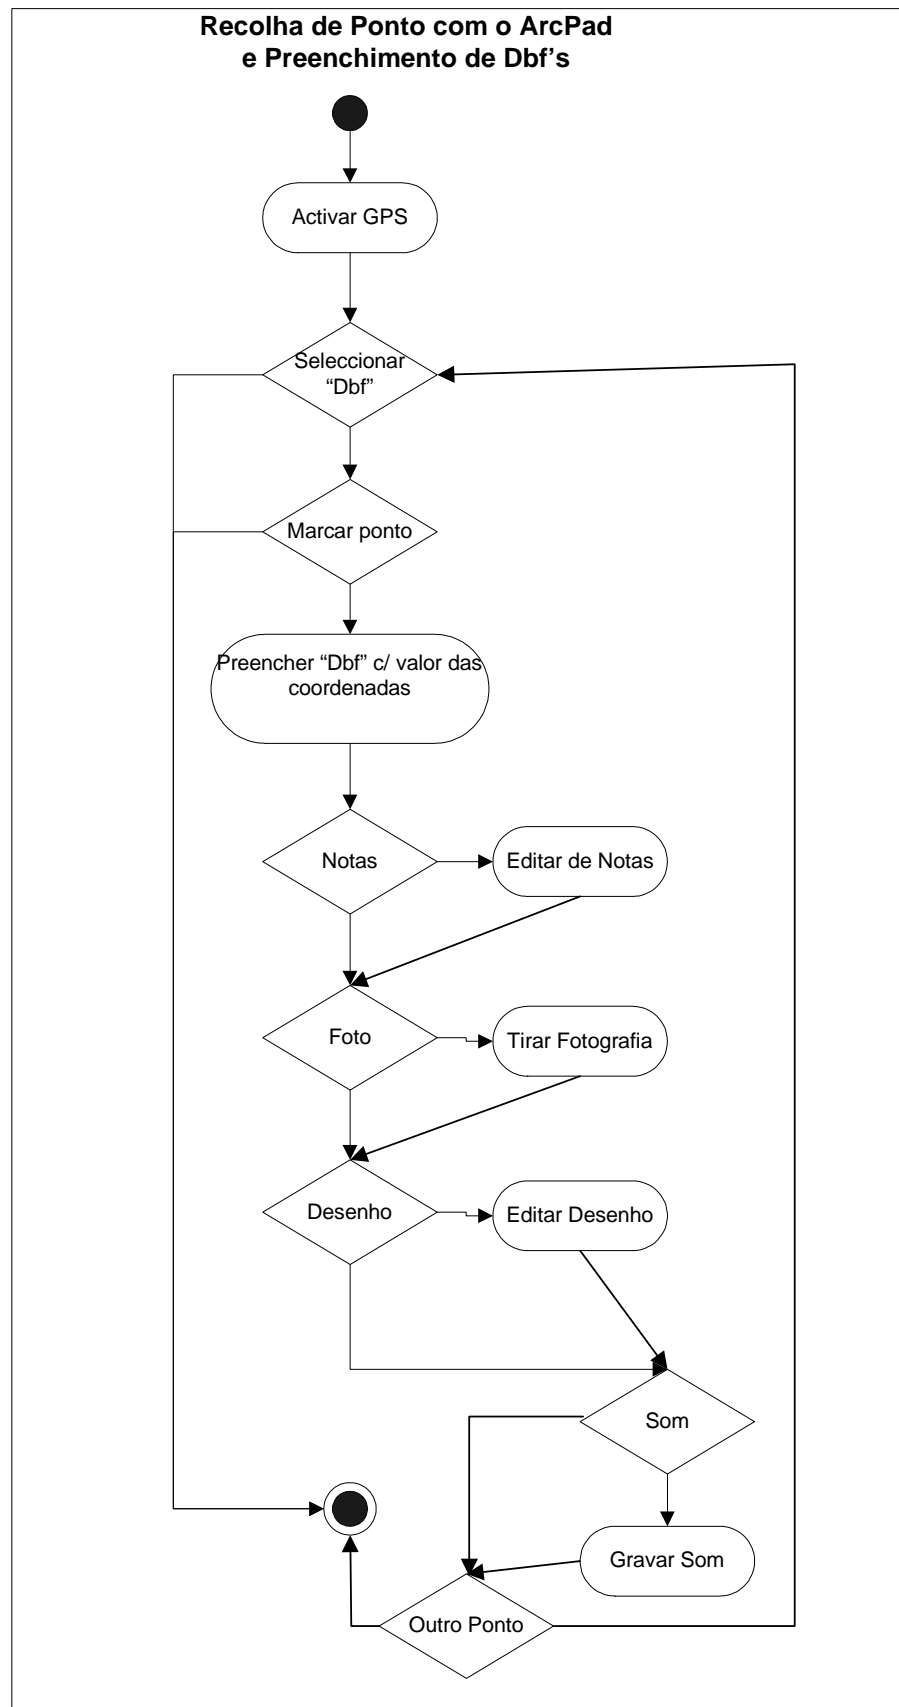 Recolha de Ponto com o ArcPad
e Preenchimento de Dbf's
Activar GPS
Seleccionar
“Dbf”
Marcar ponto
Preencher “Dbf” c/ valor das
coordenadas
Notas
Editar de Notas
Foto
Tirar Fotografia
Desenho
Editar Desenho
Som
Gravar Som
Outro Ponto